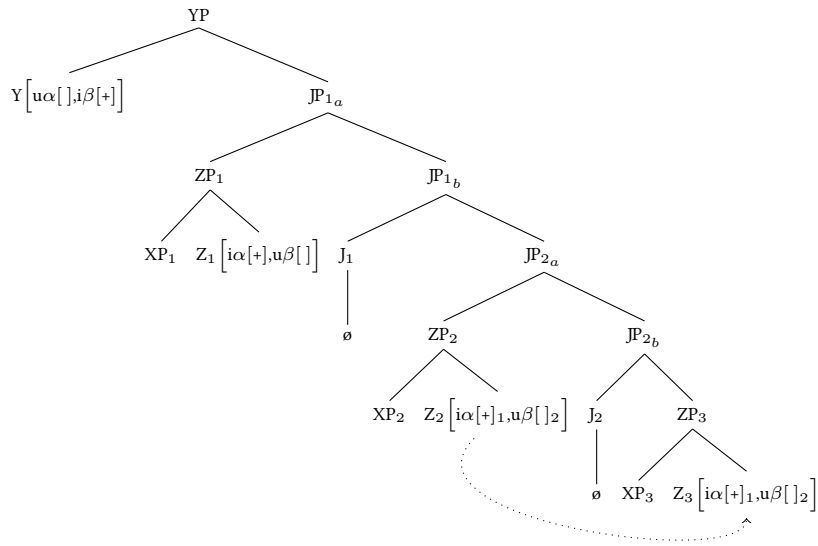 YP
Y[uα[ ],iβ[+]] JP₁ₐ
ZP₁ JP₁b
XP₁ Z₁[iα[+],uβ[ ]] J₁ JP₂ₐ
ø ZP₂ JP₂b
XP₂ Z₂[iα[+]₁,uβ[ ]₂] J₂ ZP₃
ø XP₃ Z₃[iα[+]₁,uβ[ ]₂]